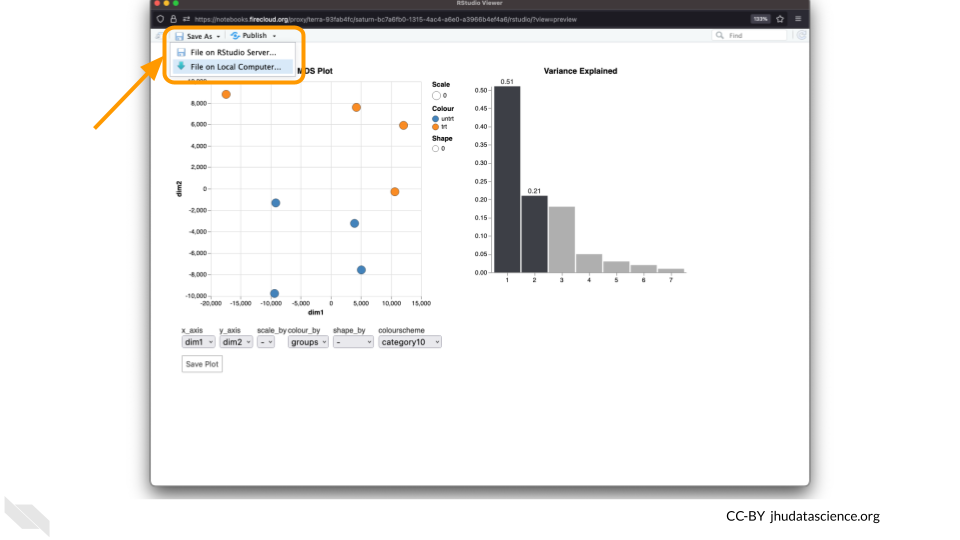 RStudio Viewer
https://notebooks.firecloud.org/proxy/terra-93fab4fc/saturn-bc7a6fb0-1315-4ac4-a6e0-a3966b4ef4a6/rstudio/?view=preview
133%
Save As
Publish
Find
File on RStudio Server...
File on Local Computer...
MDS Plot
Variance Explained
8,000
6,000
4,000
2,000
0
-2,000
-4,000
-6,000
-8,000
-10,000
dim2
-20,000 -15,000 -10,000 -5,000 0 5,000 10,000 15,000
dim1
Scale
0
Colour
untrt
trt
Shape
0
0.50
0.45
0.40
0.35
0.30
0.25
0.20
0.15
0.10
0.05
0.00
0.51
0.21
1 2 3 4 5 6 7
x_axis y_axis scale_by colour_by shape_by colourscheme
dim1 dim2 - groups - category10
Save Plot
CC-BY jhudatascience.org